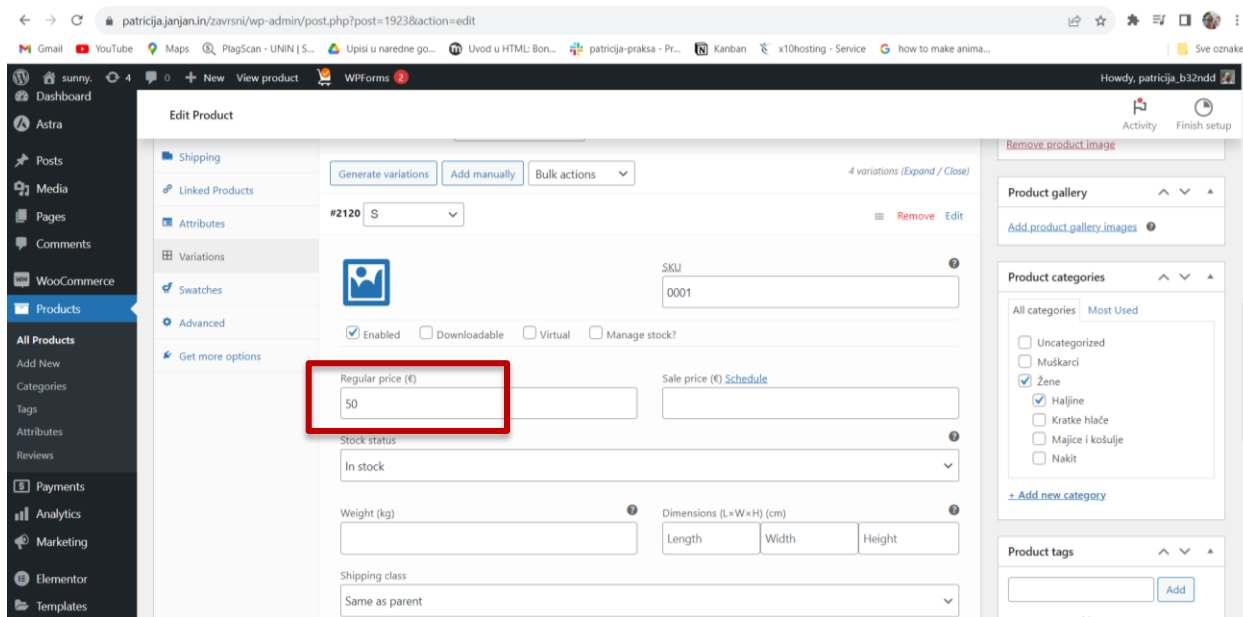 patricija.janjan.in/zavrsni/wp-admin/post.php?post=1923&action=edit
Gmail YouTube Maps PlagScan - UNIN | S... Upisi u naredne go... Uvod u HTML: Bon... patricija-praksa - Pr... Kanban x10hosting - Service how to make anima... Sve oznake
sunny. 4 0 New View product WPForms 2 Howdy, patricija_b32ndd
Dashboard
Astra
Posts
Media
Pages
Comments
WooCommerce
Products
All Products
Add New
Categories
Tags
Attributes
Reviews
Payments
Analytics
Marketing
Elementor
Templates
Edit Product
Activity Finish setup
Shipping
Linked Products
Attributes
Variations
Swatches
Advanced
Get more options
Generate variations Add manually Bulk actions 4 variations (Expand / Close)
#2120 S Remove Edit
SKU
0001
Enabled Downloadable Virtual Manage stock?
Regular price (€) Sale price (€) Schedule
50
Stock status
In stock
Weight (kg) Dimensions (L×W×H) (cm)
Length Width Height
Shipping class
Same as parent
Remove product image
Product gallery
Add product gallery images
Product categories
All categories Most Used
Uncategorized
Muškarci
Žene
Haljine
Kratke hlače
Majice i košulje
Nakit
+ Add new category
Product tags
Add